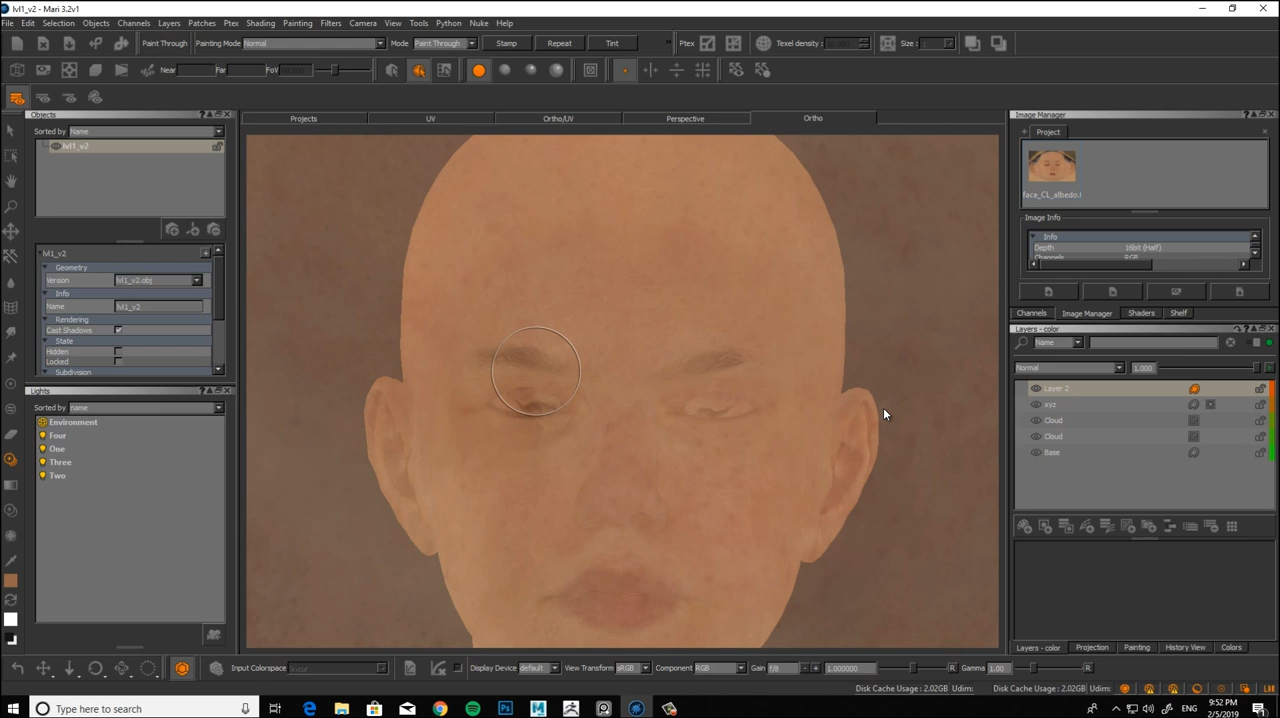 lvl1_v2 - Mari 3.2v1
File Edit Selection Objects Channels Layers Patches Ptex Shading Painting Filters Camera View Tools Python Nuke Help
Paint Through Painting Mode Normal Mode Paint Through Stamp Repeat Tint Ptex Texel density: Size :
Near Far FoV
Objects
Sorted by Name
lvl1_v2
lvl1_v2
Geometry
Version lvl1_v2.obj
Info
Name lvl1_v2
Rendering
Cast Shadows
State
Hidden
Locked
Subdivision
Lights
Sorted by name
Environment
Four
One
Three
Two
Projects UV Ortho/UV Perspective Ortho
Image Manager
Project
face_CL_albedo.t
Image Info
Info
Depth 16bit (Half)
Channels RGB
Channels Image Manager Shaders Shelf
Layers - color
Name
Normal 1.000
Layer 2
xyz
Cloud
Cloud
Base
Layers - color Projection Painting History View Colors
Input Colorspace linear Display Device default View Transform sRGB Component RGB Gain f/8 1.000000 R Gamma 1.00 R
Disk Cache Usage : 2.02GB Udim: Disk Cache Usage : 2.02GB Udim:
Type here to search
ENG 9:52 PM
2/5/2019